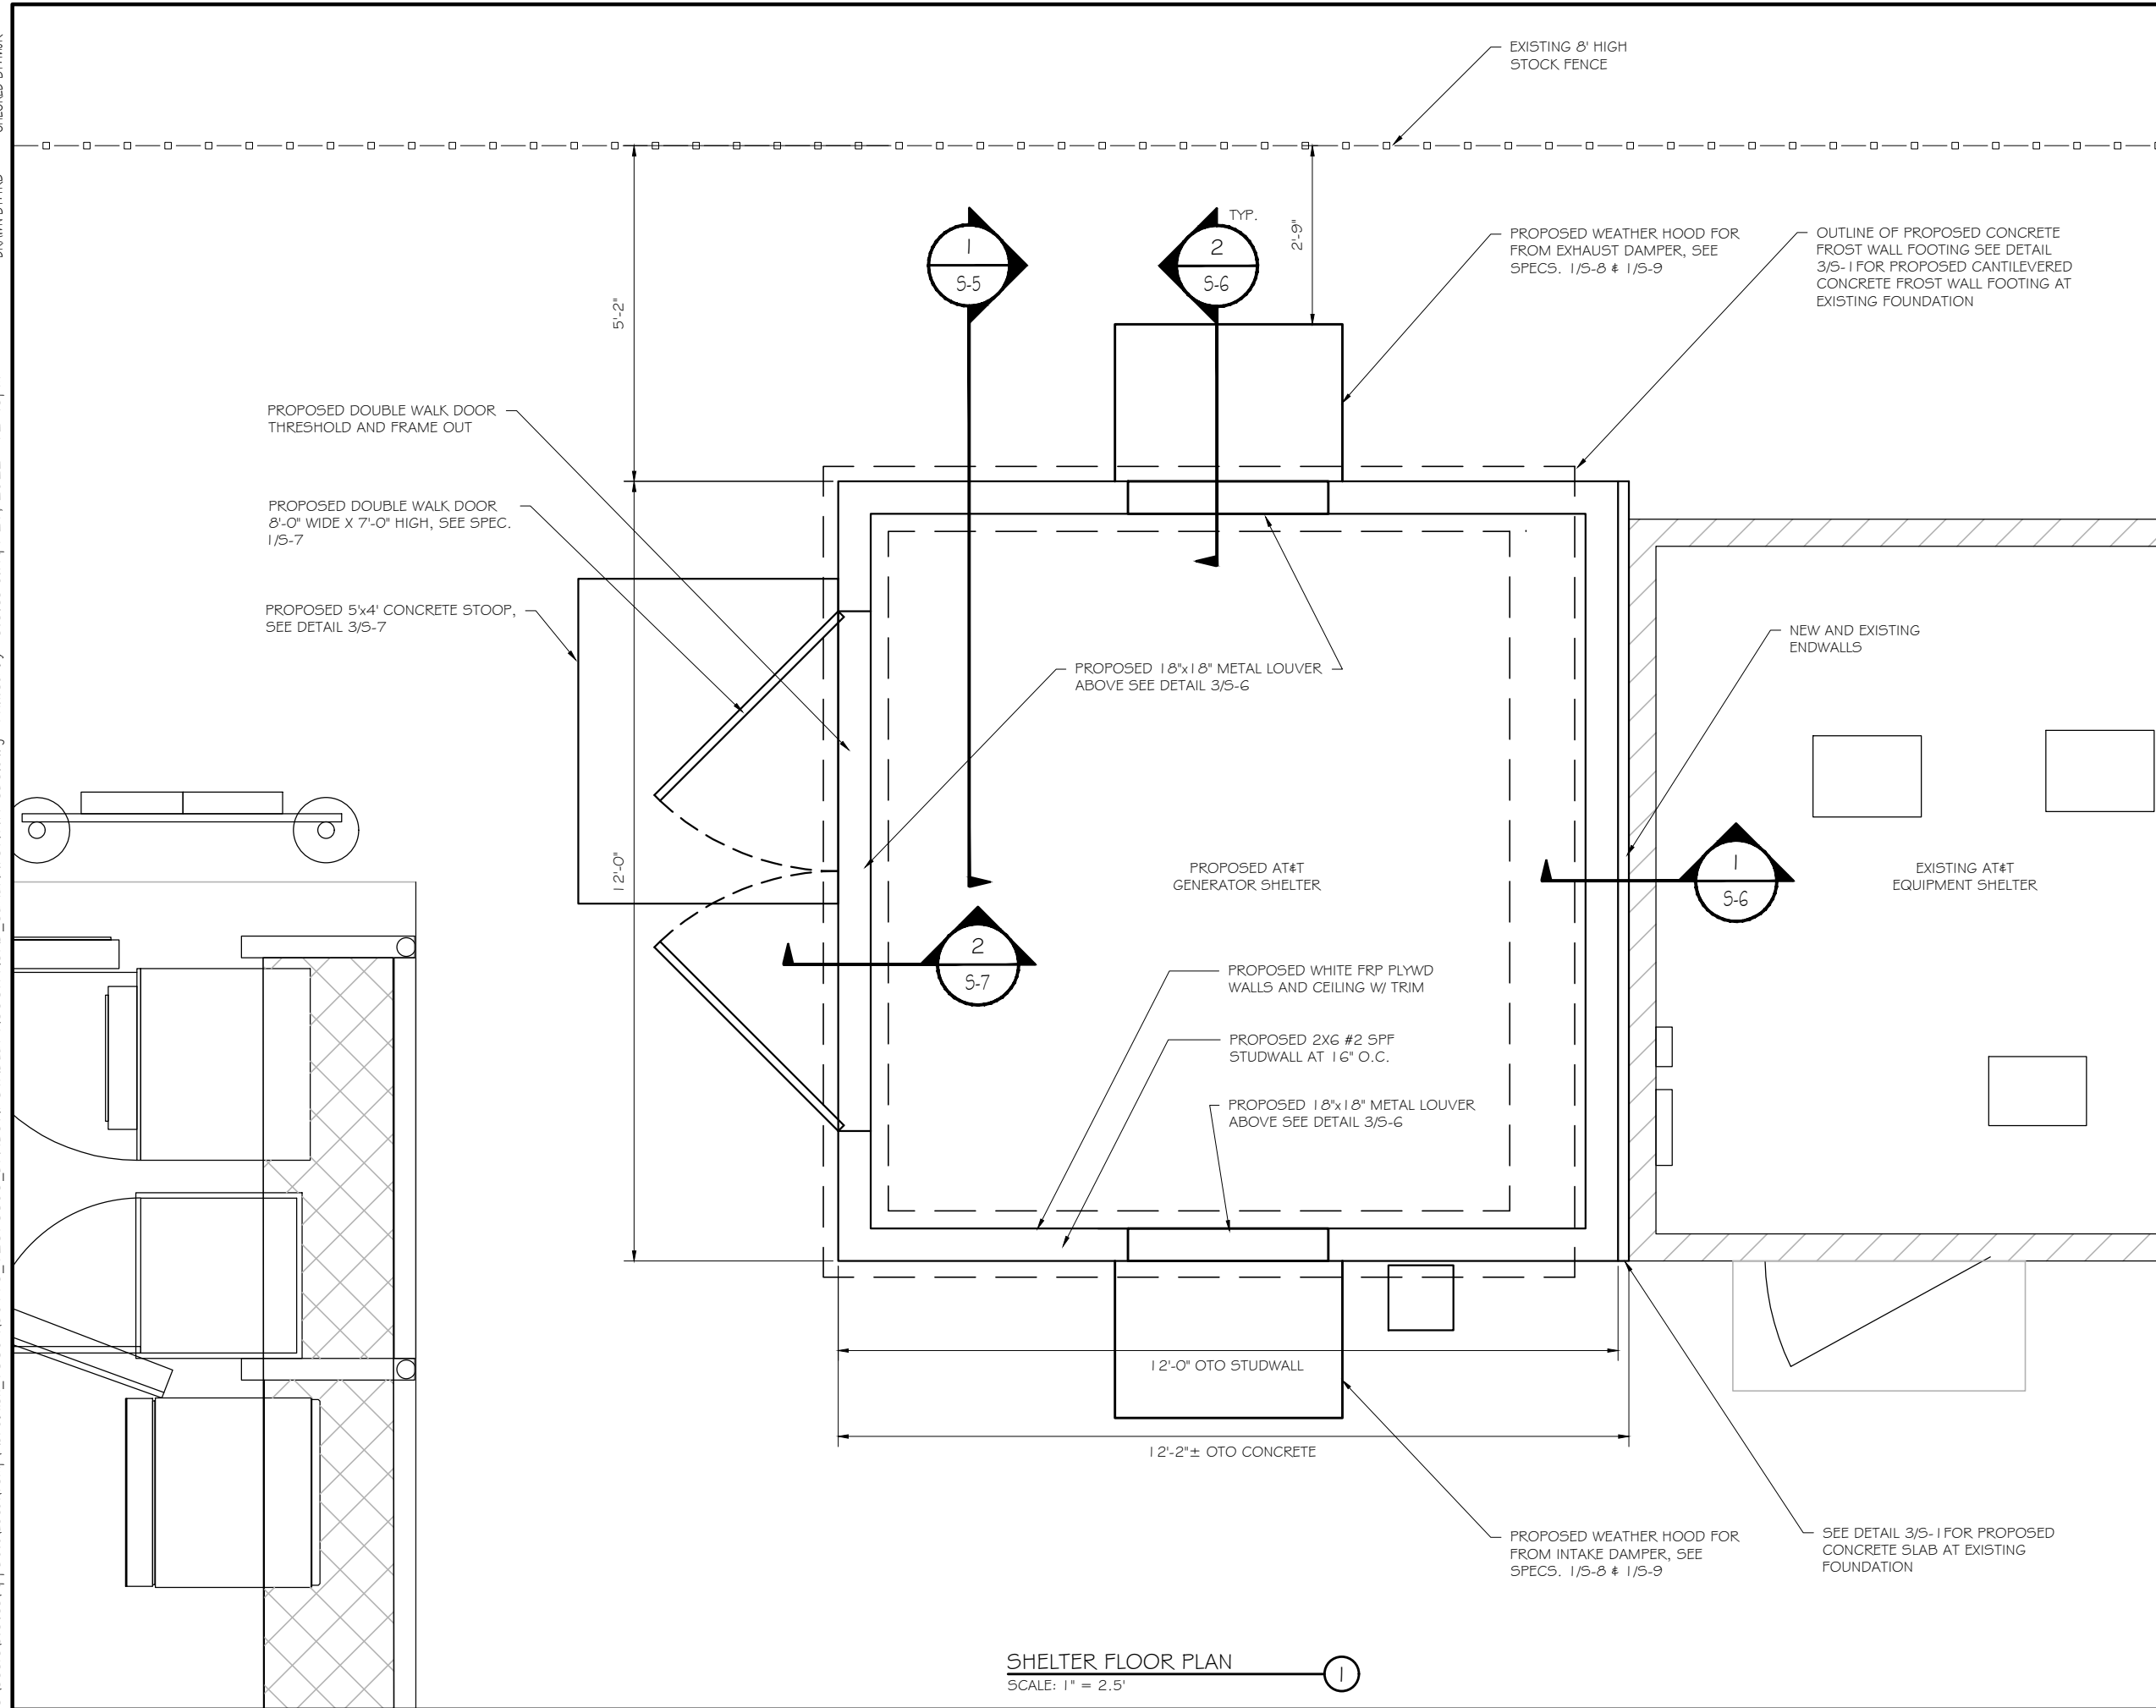 EXISTING 8' HIGH
STOCK FENCE
TYP.
1
S-5
2
S-6
2'-9"
5'-2"
PROPOSED WEATHER HOOD FOR
FROM EXHAUST DAMPER, SEE
SPECS. 1/S-8 & 1/S-9
OUTLINE OF PROPOSED CONCRETE
FROST WALL FOOTING SEE DETAIL
3/S-1 FOR PROPOSED CANTILEVERED
CONCRETE FROST WALL FOOTING AT
EXISTING FOUNDATION
PROPOSED DOUBLE WALK DOOR
THRESHOLD AND FRAME OUT
PROPOSED DOUBLE WALK DOOR
8'-0" WIDE X 7'-0" HIGH, SEE SPEC.
1/S-7
PROPOSED 5'x4' CONCRETE STOOP,
SEE DETAIL 3/S-7
PROPOSED 18"x18" METAL LOUVER
ABOVE SEE DETAIL 3/S-6
NEW AND EXISTING
ENDWALLS
12'-0"
PROPOSED AT&T
GENERATOR SHELTER
1
S-6
EXISTING AT&T
EQUIPMENT SHELTER
2
S-7
PROPOSED WHITE FRP PLYWD
WALLS AND CEILING W/ TRIM
PROPOSED 2X6 #2 SPF
STUDWALL AT 16" O.C.
PROPOSED 18"x18" METAL LOUVER
ABOVE SEE DETAIL 3/S-6
12'-0" OTO STUDWALL
12'-2"± OTO CONCRETE
PROPOSED WEATHER HOOD FOR
FROM INTAKE DAMPER, SEE
SPECS. 1/S-8 & 1/S-9
SEE DETAIL 3/S-1 FOR PROPOSED
CONCRETE SLAB AT EXISTING
FOUNDATION
SHELTER FLOOR PLAN
1
SCALE: 1" = 2.5'